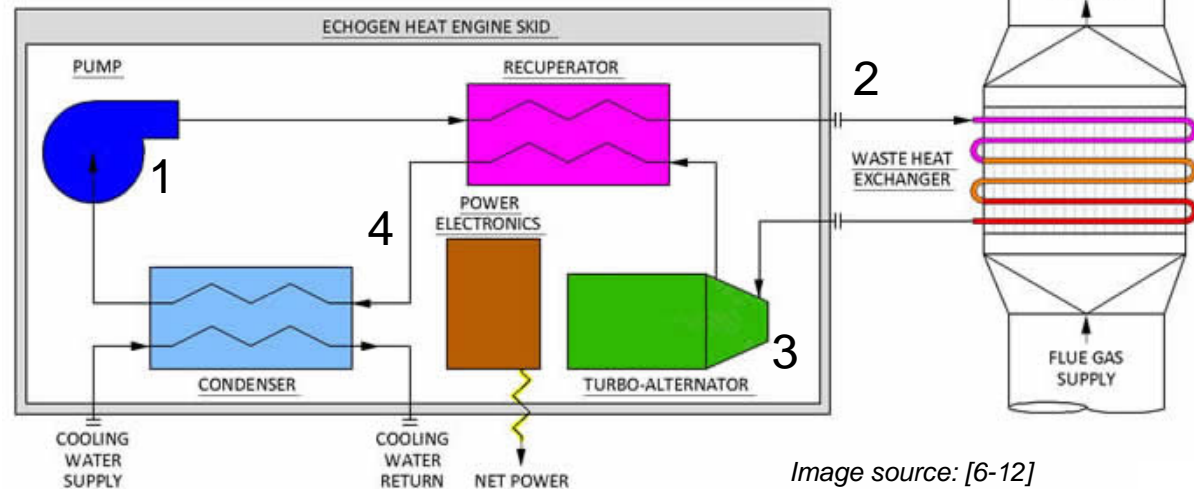 ECHOGEN HEAT ENGINE SKID
PUMP
RECUPERATOR
2
1
WASTE HEAT
EXCHANGER
POWER
ELECTRONICS
4
3
CONDENSER
TURBO-ALTERNATOR
FLUE GAS
SUPPLY
COOLING
WATER
SUPPLY
COOLING
WATER
RETURN
NET POWER
Image source: [6-12]